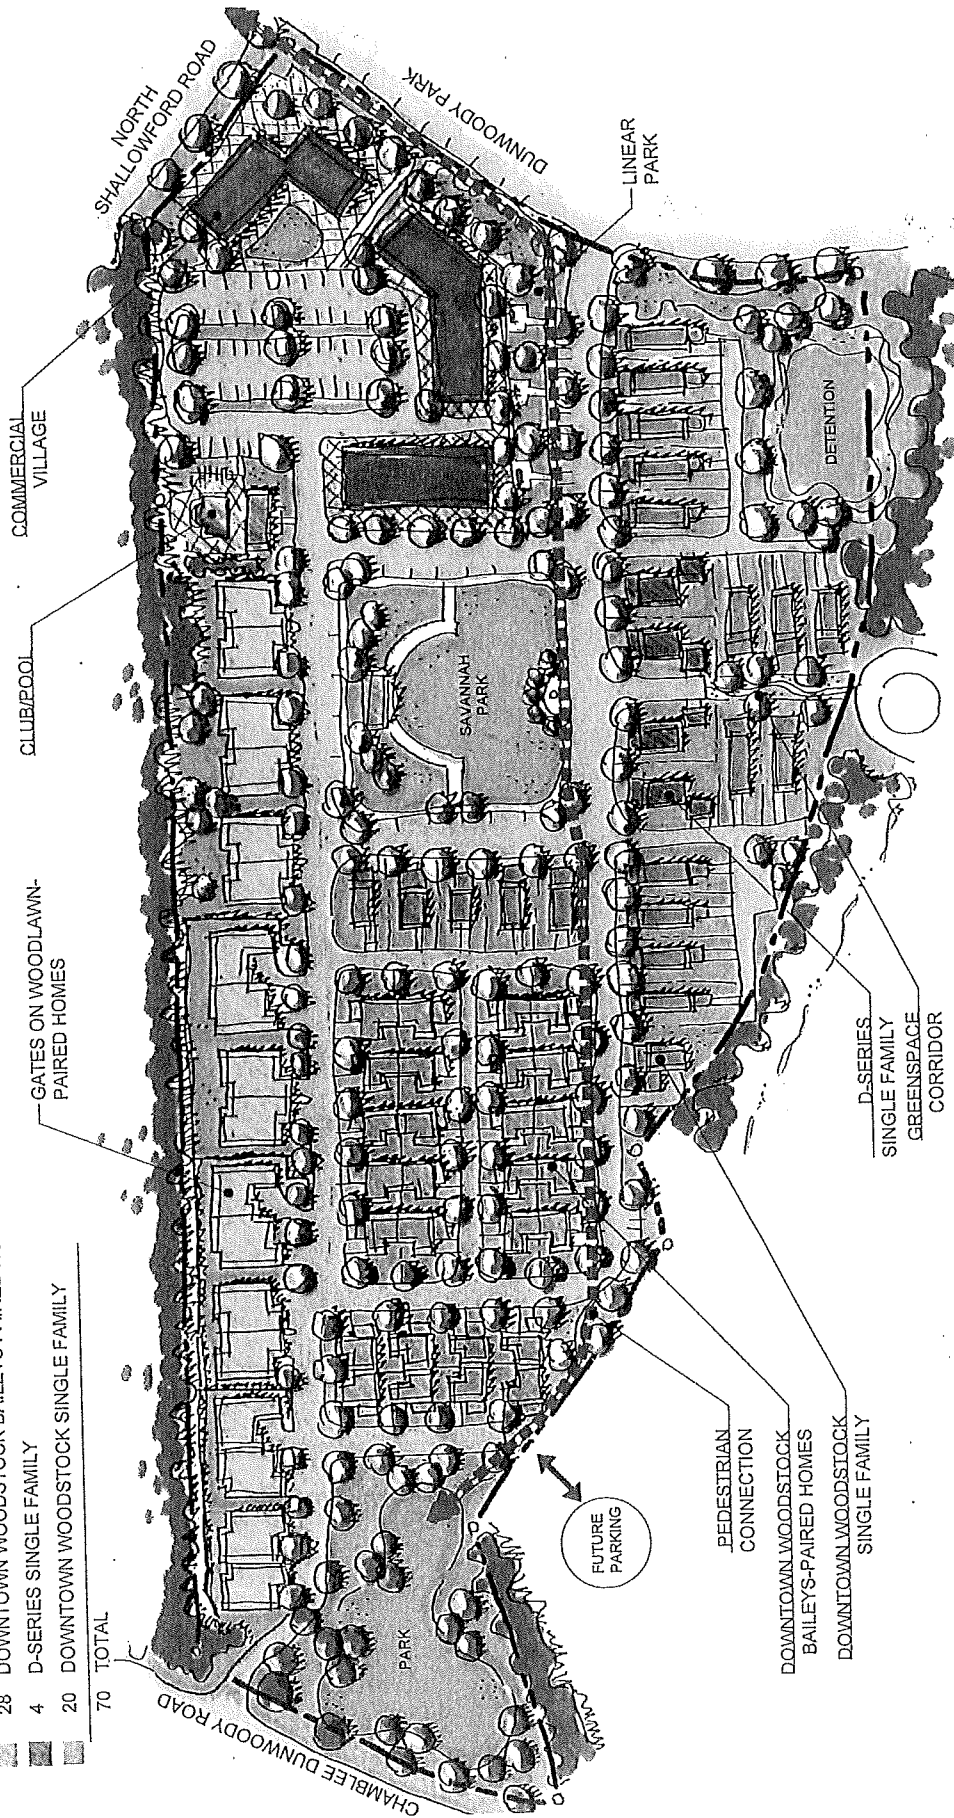 28 DOWNTOWN WOODSTOCK
4 D-SERIES SINGLE FAMILY
20 DOWNTOWN WOODSTOCK SINGLE FAMILY
70 TOTAL
GATES ON WOODLAWN-
PAIRED HOMES
CLUB/POOL
COMMERCIAL
VILLAGE
NORTH
SHALLOWFORD ROAD
DUNWOODY PARK
LINEAR
PARK
SAVANNAH
PARK
DETENTION
PARK
CHAMBLEE DUNWOODY ROAD
FUTURE
PARKING
PEDESTRIAN
CONNECTION
DOWNTOWN WOODSTOCK
BAILEYS-PAIRED HOMES
DOWNTOWN WOODSTOCK
SINGLE FAMILY
D-SERIES
SINGLE FAMILY
GREENSPACE
CORRIDOR